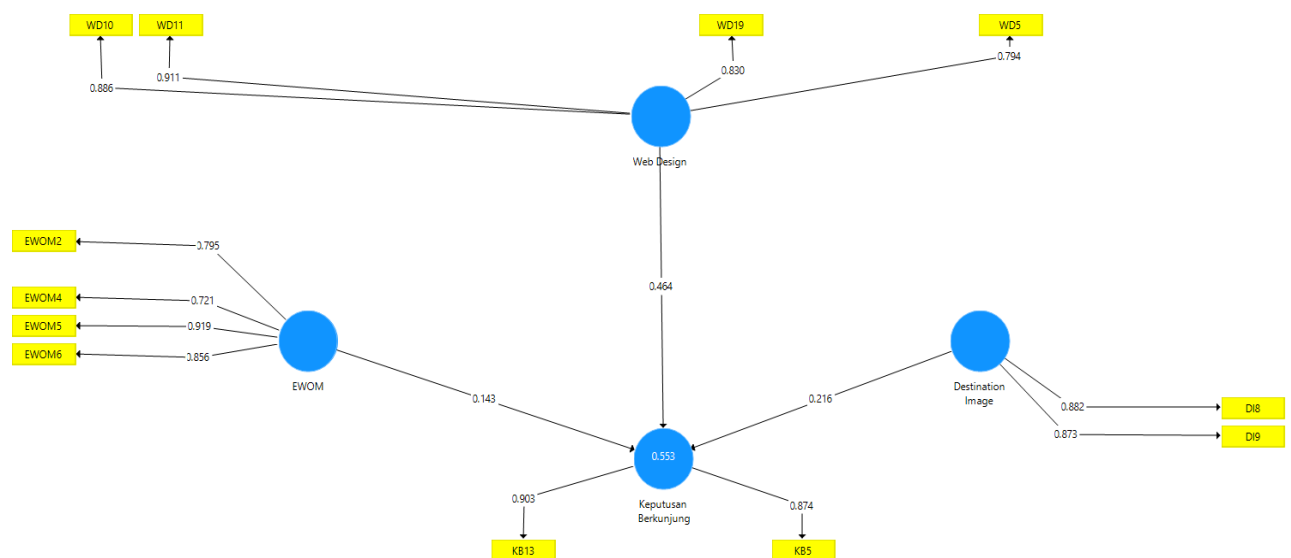 WD10
WD11
WD19
WD5
0.886
0.911
0.830
0.794
Web Design
EWOM2
EWOM4
EWOM5
EWOM6
0.795
0.721
0.919
0.856
EWOM
0.464
0.143
0.216
Destination
Image
0.882
0.873
DI8
DI9
0.553
Keputusan
Berkunjung
0.903
0.874
KB13
KB5